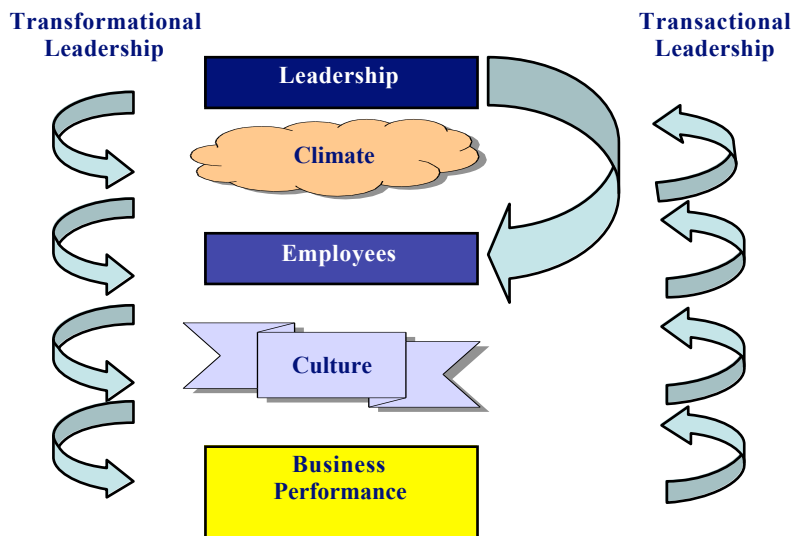 Transformational
Leadership
Transactional
Leadership
Leadership
Climate
Employees
Culture
Business
Performance